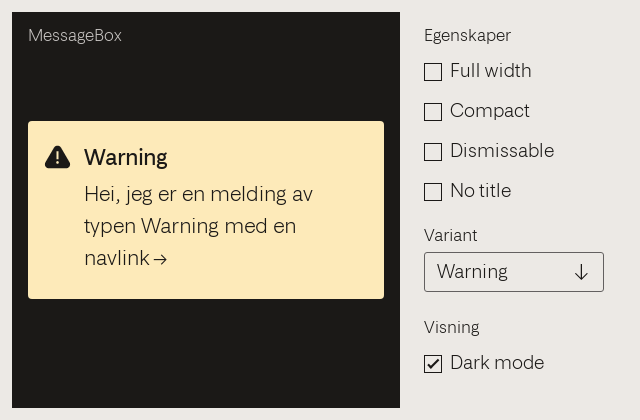 MessageBox
Warning
Hei, jeg er en melding av
typen Warning med en
navlink →
Egenskaper
Full width
Compact
Dismissable
No title
Variant
Warning
Visning
Dark mode